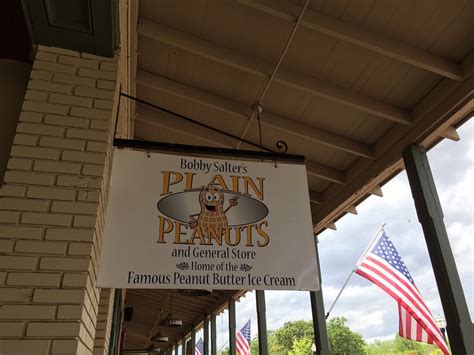 Bobby Salter's
Plain
Peanuts
and General Store
Home of the
Famous Peanut Butter Ice Cream